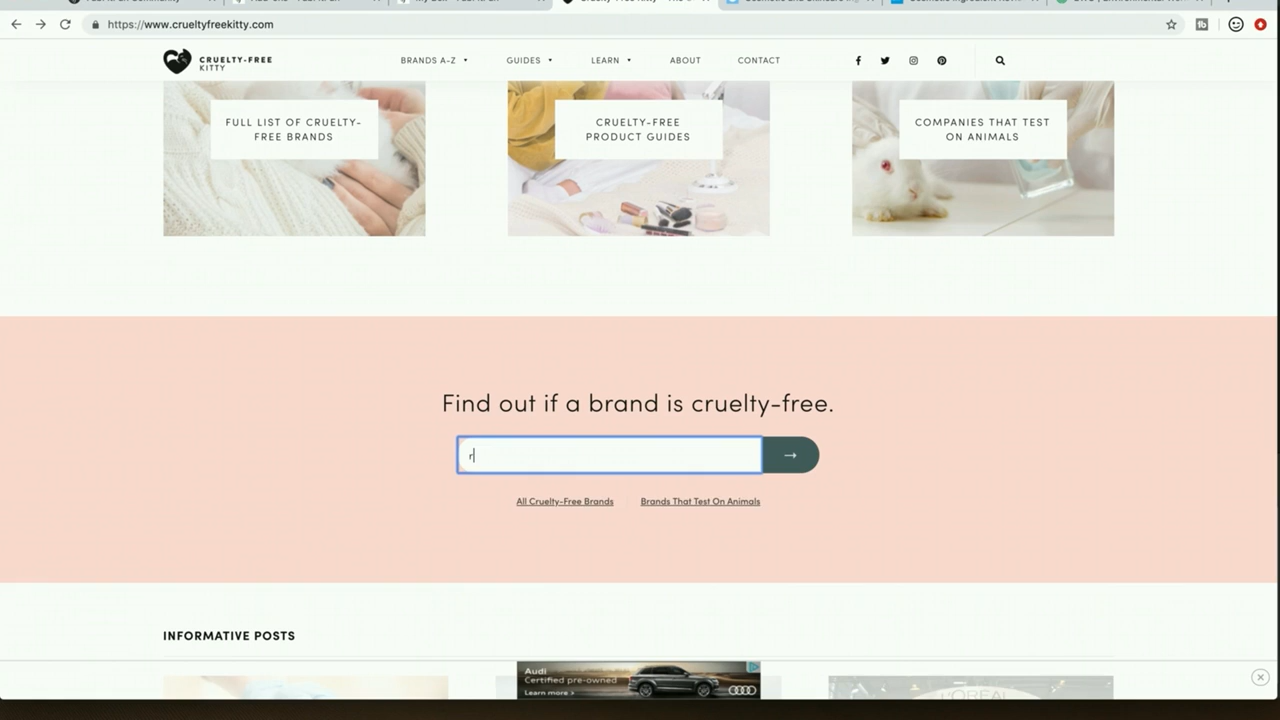 https://www.crueltyfreekitty.com
CRUELTY-FREE
KITTY
BRANDS A-Z
GUIDES
LEARN
ABOUT
CONTACT
FULL LIST OF CRUELTY-
FREE BRANDS
CRUELTY-FREE
PRODUCT GUIDES
COMPANIES THAT TEST
ON ANIMALS
Find out if a brand is cruelty-free.
r
All Cruelty-Free Brands
Brands That Test On Animals
INFORMATIVE POSTS
Audi
Certified pre-owned
Learn more >
L'ORÉAL